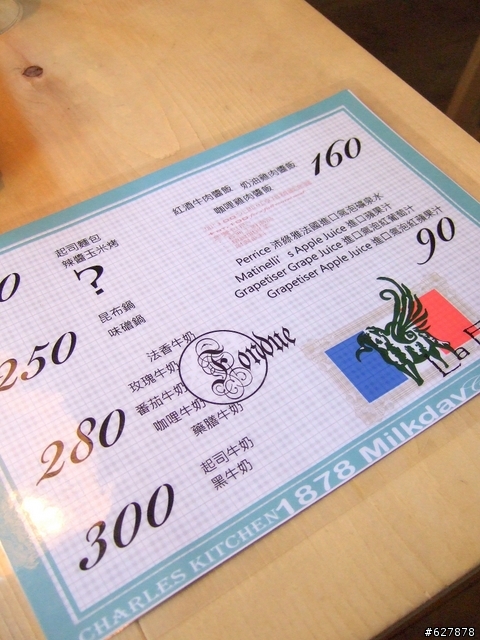 紅酒牛肉醬飯 奶油雞肉醬飯 160
咖哩雞肉醬飯
Perrice 沛綠雅法國進口氣泡礦泉水
Matinelli's Apple Juice 進口蘋果汁
Grapetiser Grape Juice 進口氣泡紅葡萄汁
Grapetiser Apple Juice 進口氣泡紅蘋果汁
90
起司麵包
辣醬玉米烤
?
0
昆布鍋
味磳鍋
250
法香牛奶
玫瑰牛奶
番茄牛奶
咖哩牛奶
藥膳牛奶
280
Fondue
起司牛奶
黑牛奶
300
La F
CHARLES KITCHEN 1878 Milkday
#627878